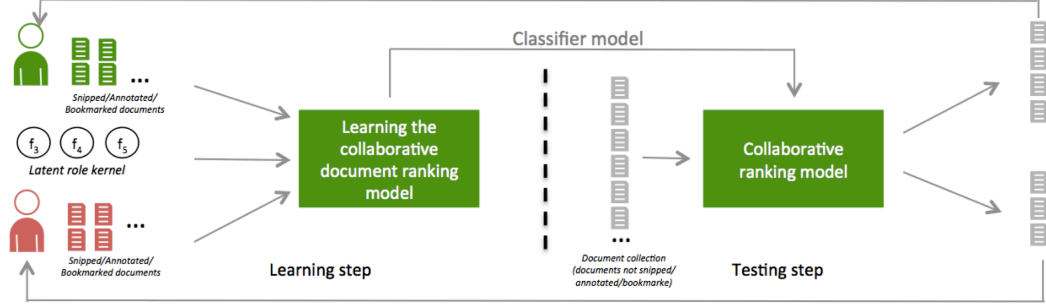 Classifier model
...
Snipped/Annotated/
Bookmarked documents
f3 f4 f5
Latent role kernel
...
Snipped/Annotated/
Bookmarked documents
Learning the
collaborative
document ranking
model
Learning step
...
Document collection
(documents not snipped/
annotated/bookmarke)
Collaborative
ranking model
Testing step